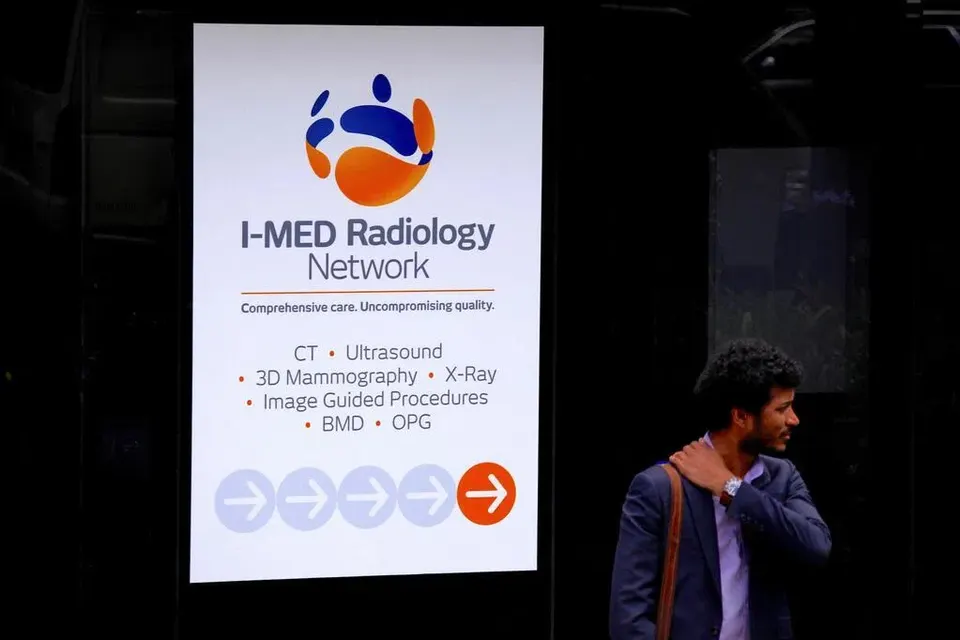 I-MED Radiology
Network
Comprehensive care. Uncompromising quality.
CT • Ultrasound
• 3D Mammography • X-Ray
• Image Guided Procedures
• BMD • OPG